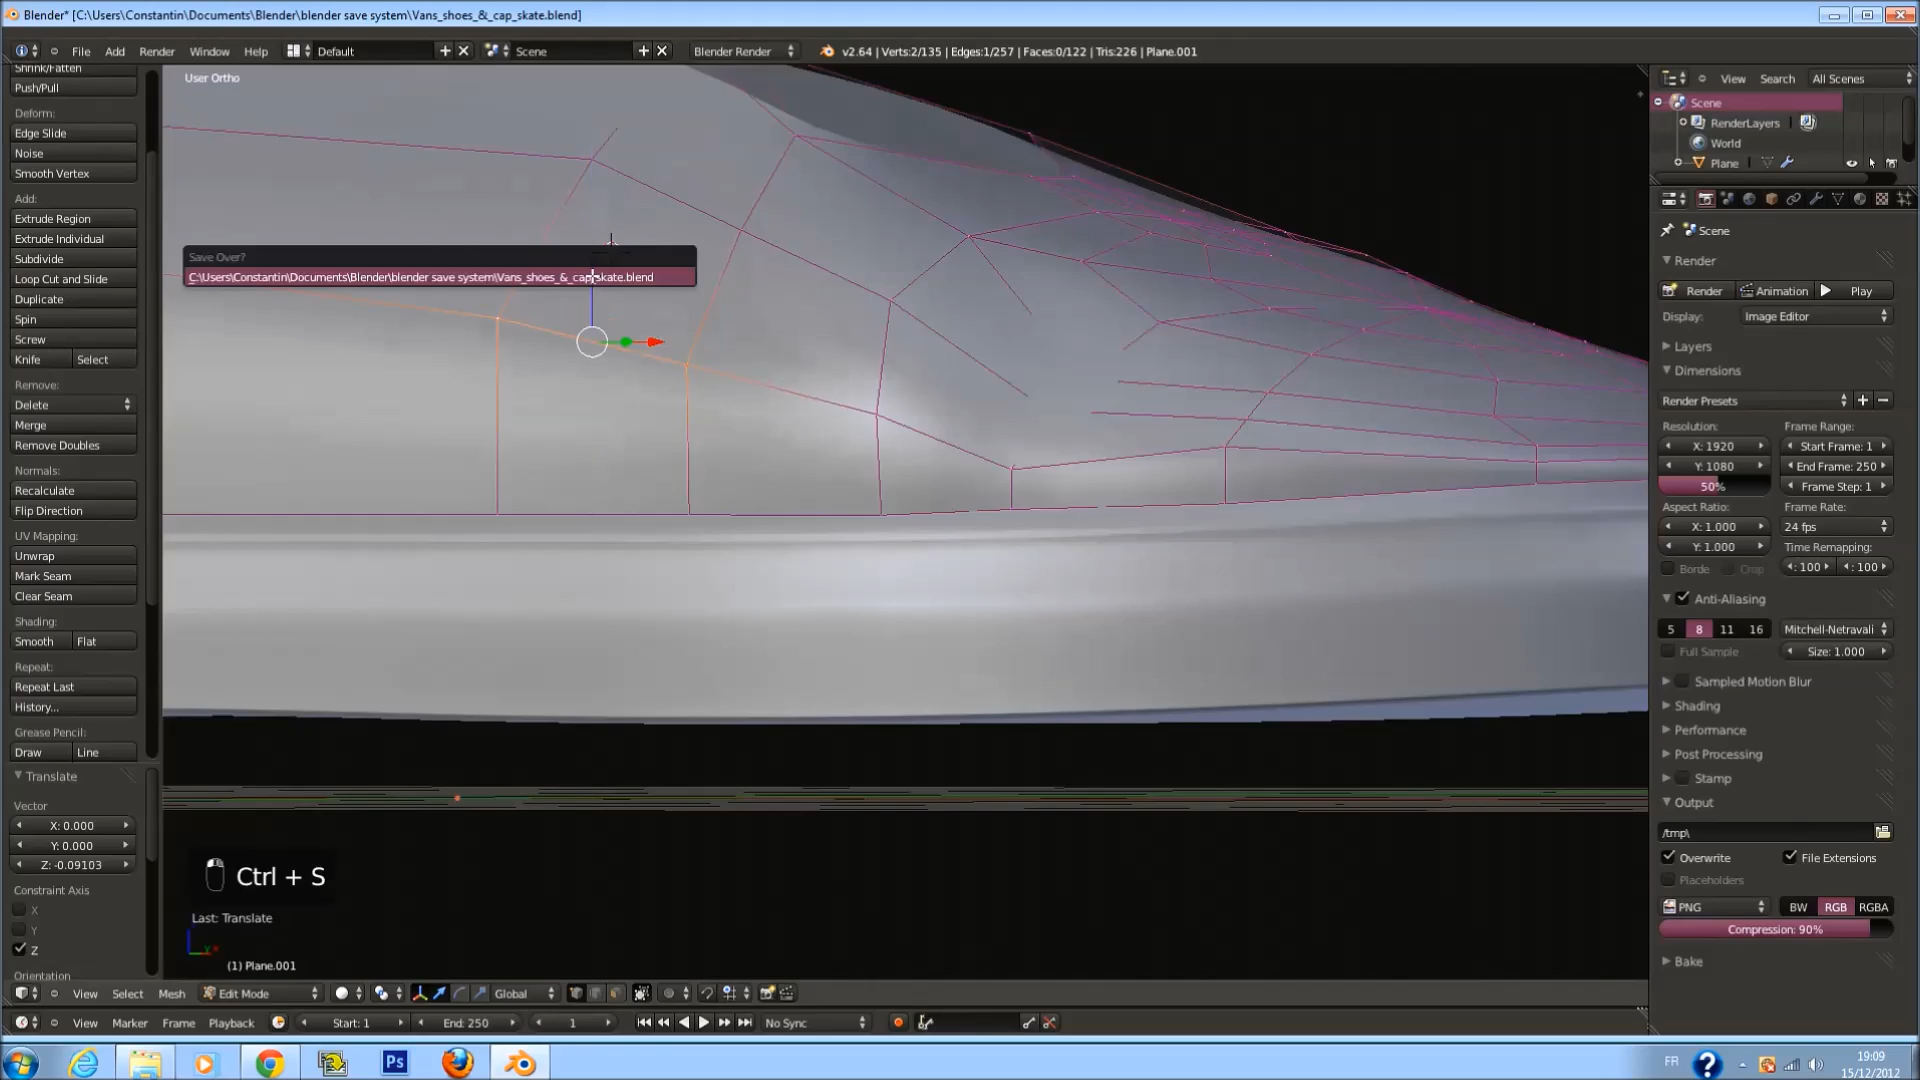 Blender* [C:\Users\Constantin\Documents\Blender\blender save system\Vans_shoes_&_cap_skate.blend]
File Add Render Window Help Default Scene Blender Render v2.64 | Verts:2/135 | Edges:1/257 | Faces:0/122 | Tris:226 | Plane.001
Shrink/Fatten
Push/Pull
Deform:
Edge Slide
Noise
Smooth Vertex
Add:
Extrude Region
Extrude Individual
Subdivide
Loop Cut and Slide
Duplicate
Spin
Screw
Knife Select
Remove:
Delete
Merge
Remove Doubles
Normals:
Recalculate
Flip Direction
UV Mapping:
Unwrap
Mark Seam
Clear Seam
Shading:
Smooth Flat
Repeat:
Repeat Last
History...
Grease Pencil:
Draw Line
Translate
Vector
X: 0.000
Y: 0.000
Z: -0.09103
Constraint Axis
X
Y
Z
Orientation
User Ortho
Save Over?
C:\Users\Constantin\Documents\Blender\blender save system\Vans_shoes_&_cap_skate.blend
Ctrl + S
Last: Translate
(1) Plane.001
View Select Mesh Edit Mode Global
View Marker Frame Playback Start: 1 End: 250 1 No Sync
View Search All Scenes
Scene
RenderLayers
World
Plane
Scene
Render
Render Animation Play
Display: Image Editor
Layers
Dimensions
Render Presets
Resolution: Frame Range:
X: 1920 Start Frame: 1
Y: 1080 End Frame: 250
50% Frame Step: 1
Aspect Ratio: Frame Rate:
X: 1.000 24 fps
Y: 1.000 Time Remapping:
Borde Crop : 100 : 100
Anti-Aliasing
5 8 11 16 Mitchell-Netravali
Full Sample Size: 1.000
Sampled Motion Blur
Shading
Performance
Post Processing
Stamp
Output
/tmp\
Overwrite File Extensions
Placeholders
PNG BW RGB RGBA
Compression: 90%
Bake
Ps
FR
19:09
15/12/2012